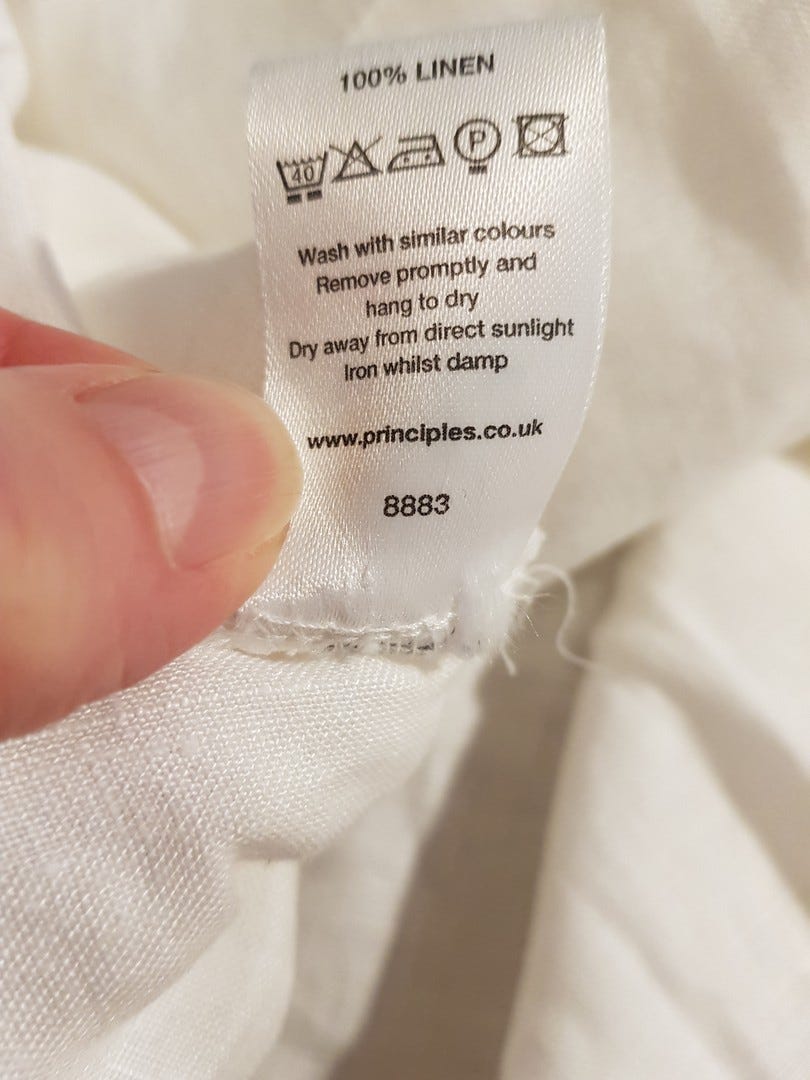 100% LINEN
40 P
Wash with similar colours
Remove promptly and
hang to dry
Dry away from direct sunlight
Iron whilst damp
www.principles.co.uk
8883